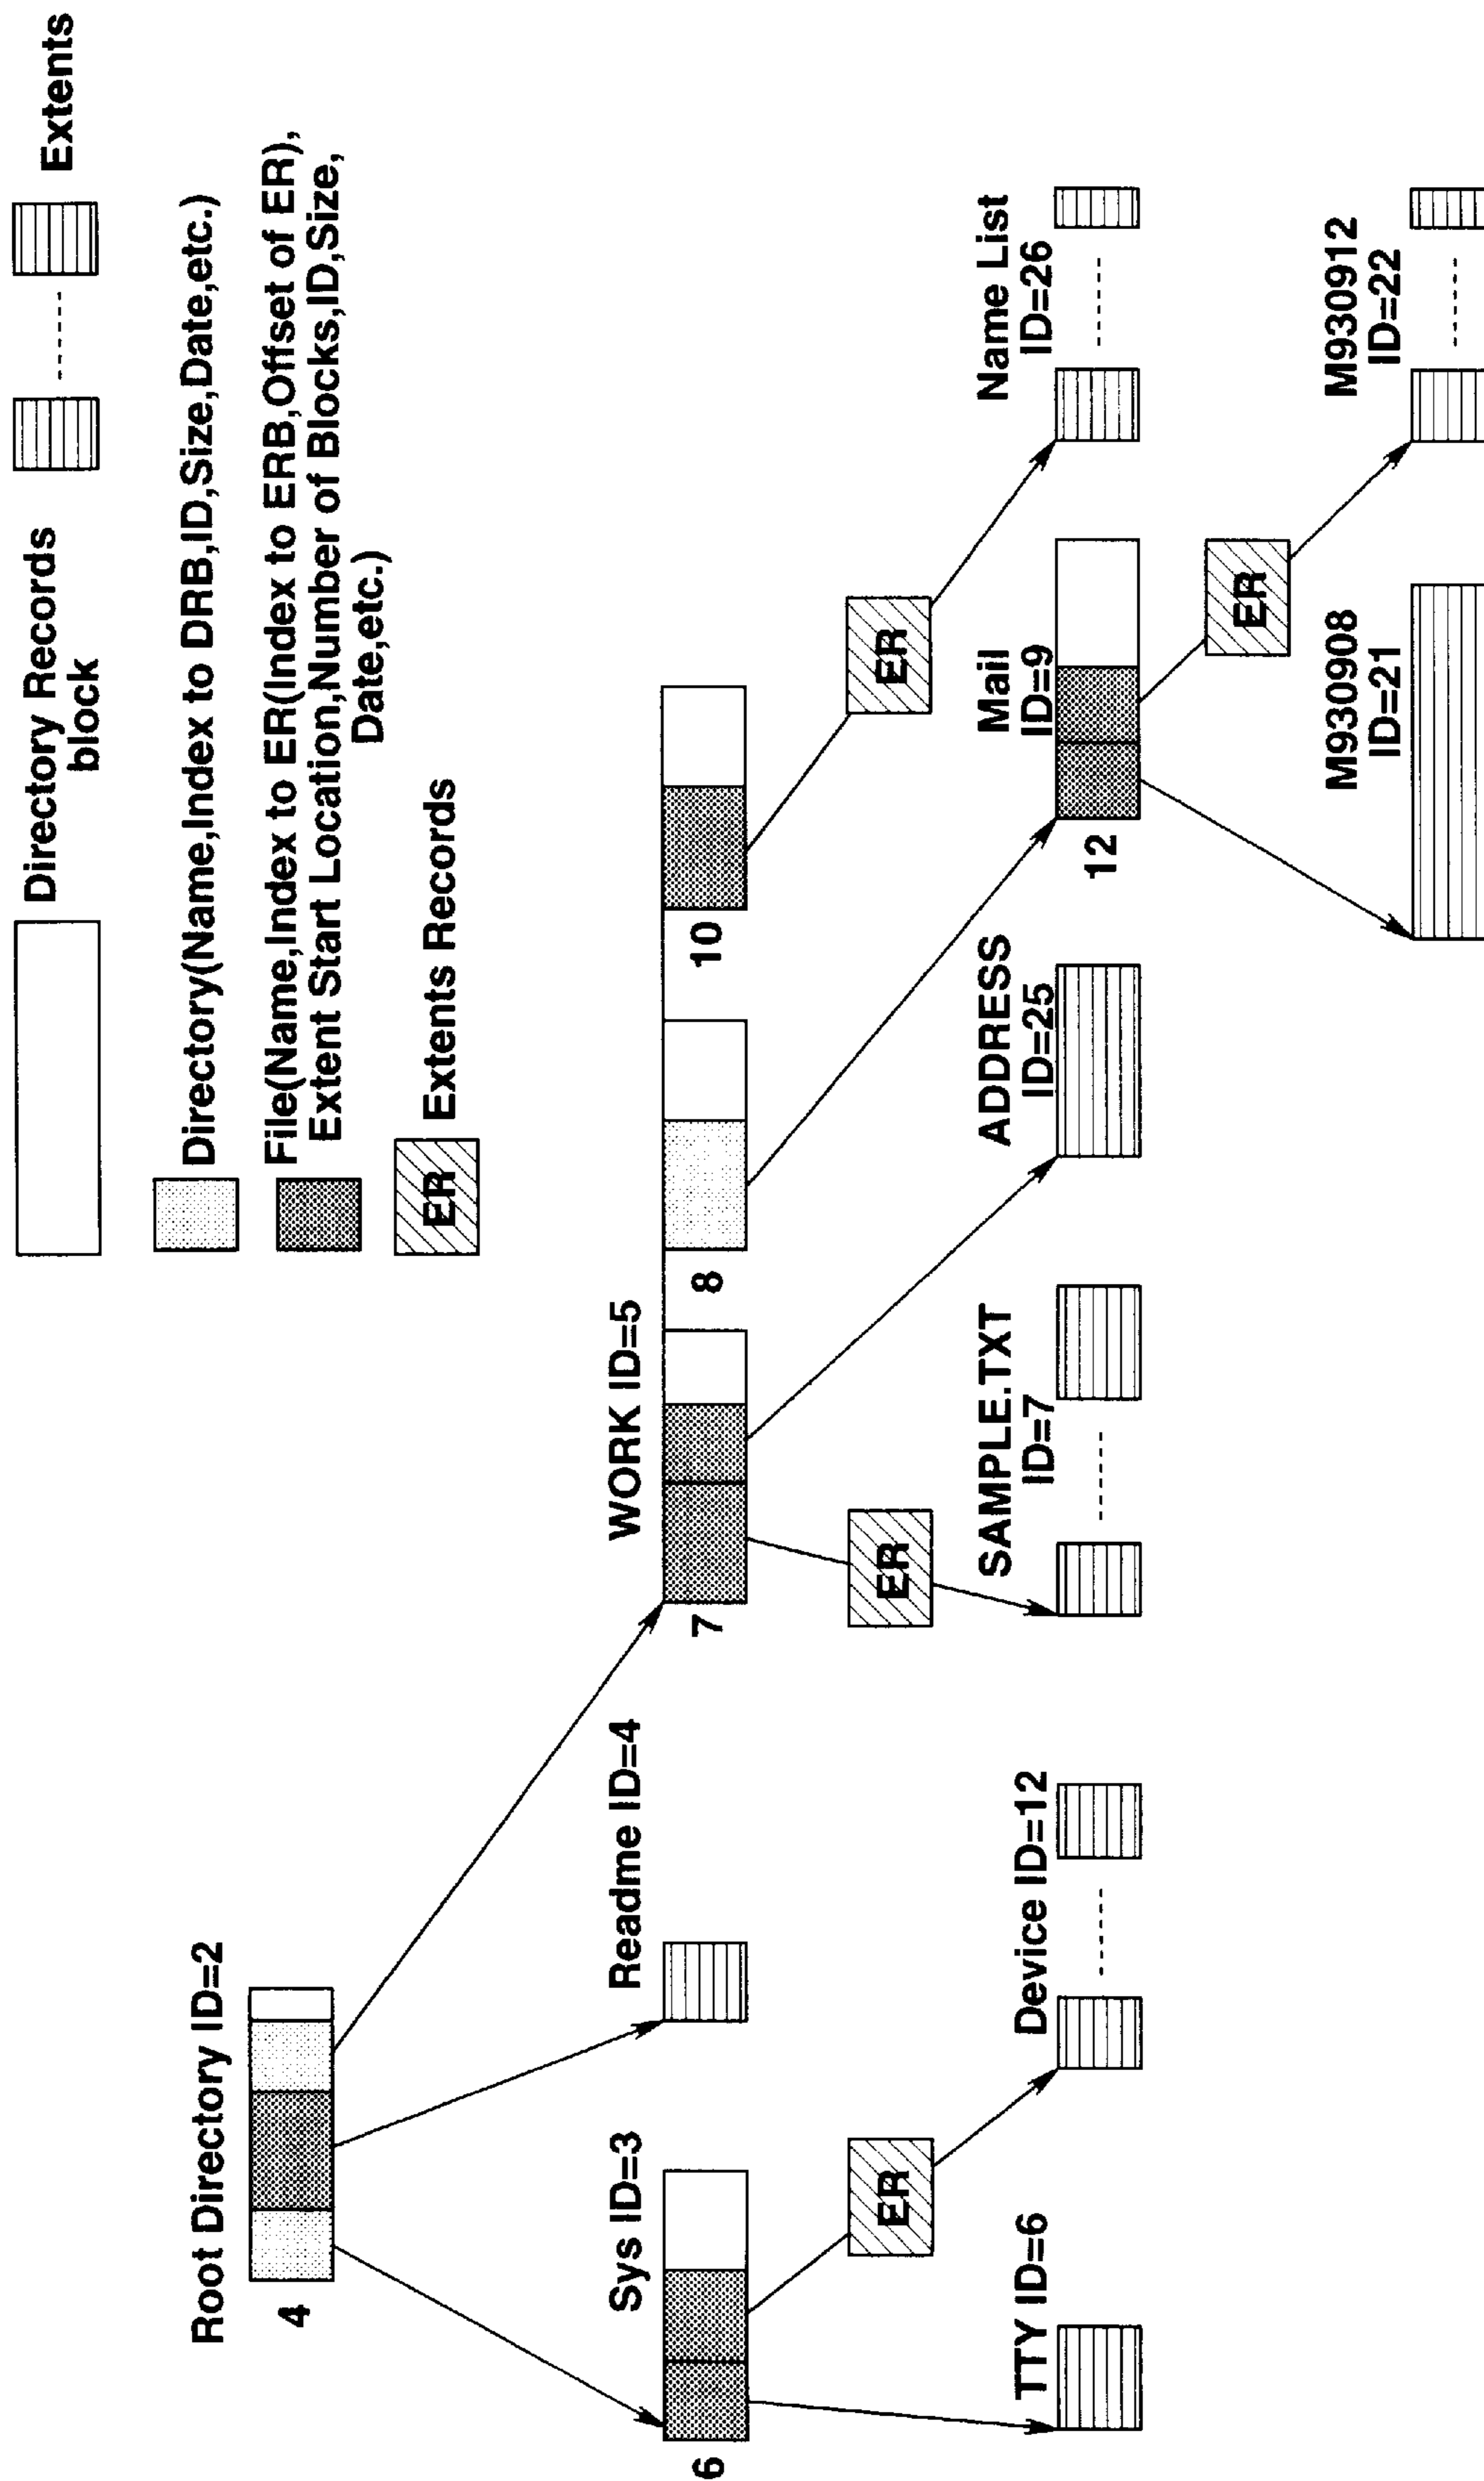 Directory Records
block
Extents
Directory(Name,Index to DRB,ID,Size,Date,etc.)
File(Name,Index to ER(Index to ERB,Offset of ER),
Extent Start Location,Number of Blocks,ID,Size,
Date,etc.)
ER
Extents Records
Root Directory ID=2
4
Sys ID=3
6
Readme ID=4
WORK ID=5
7
8
10
ER
ER
ER
TTY ID=6
Device ID=12
SAMPLE.TXT
ID=7
ADDRESS
ID=25
12
Mail
ID=9
Name List
ID=26
ER
M930908
ID=21
M930912
ID=22